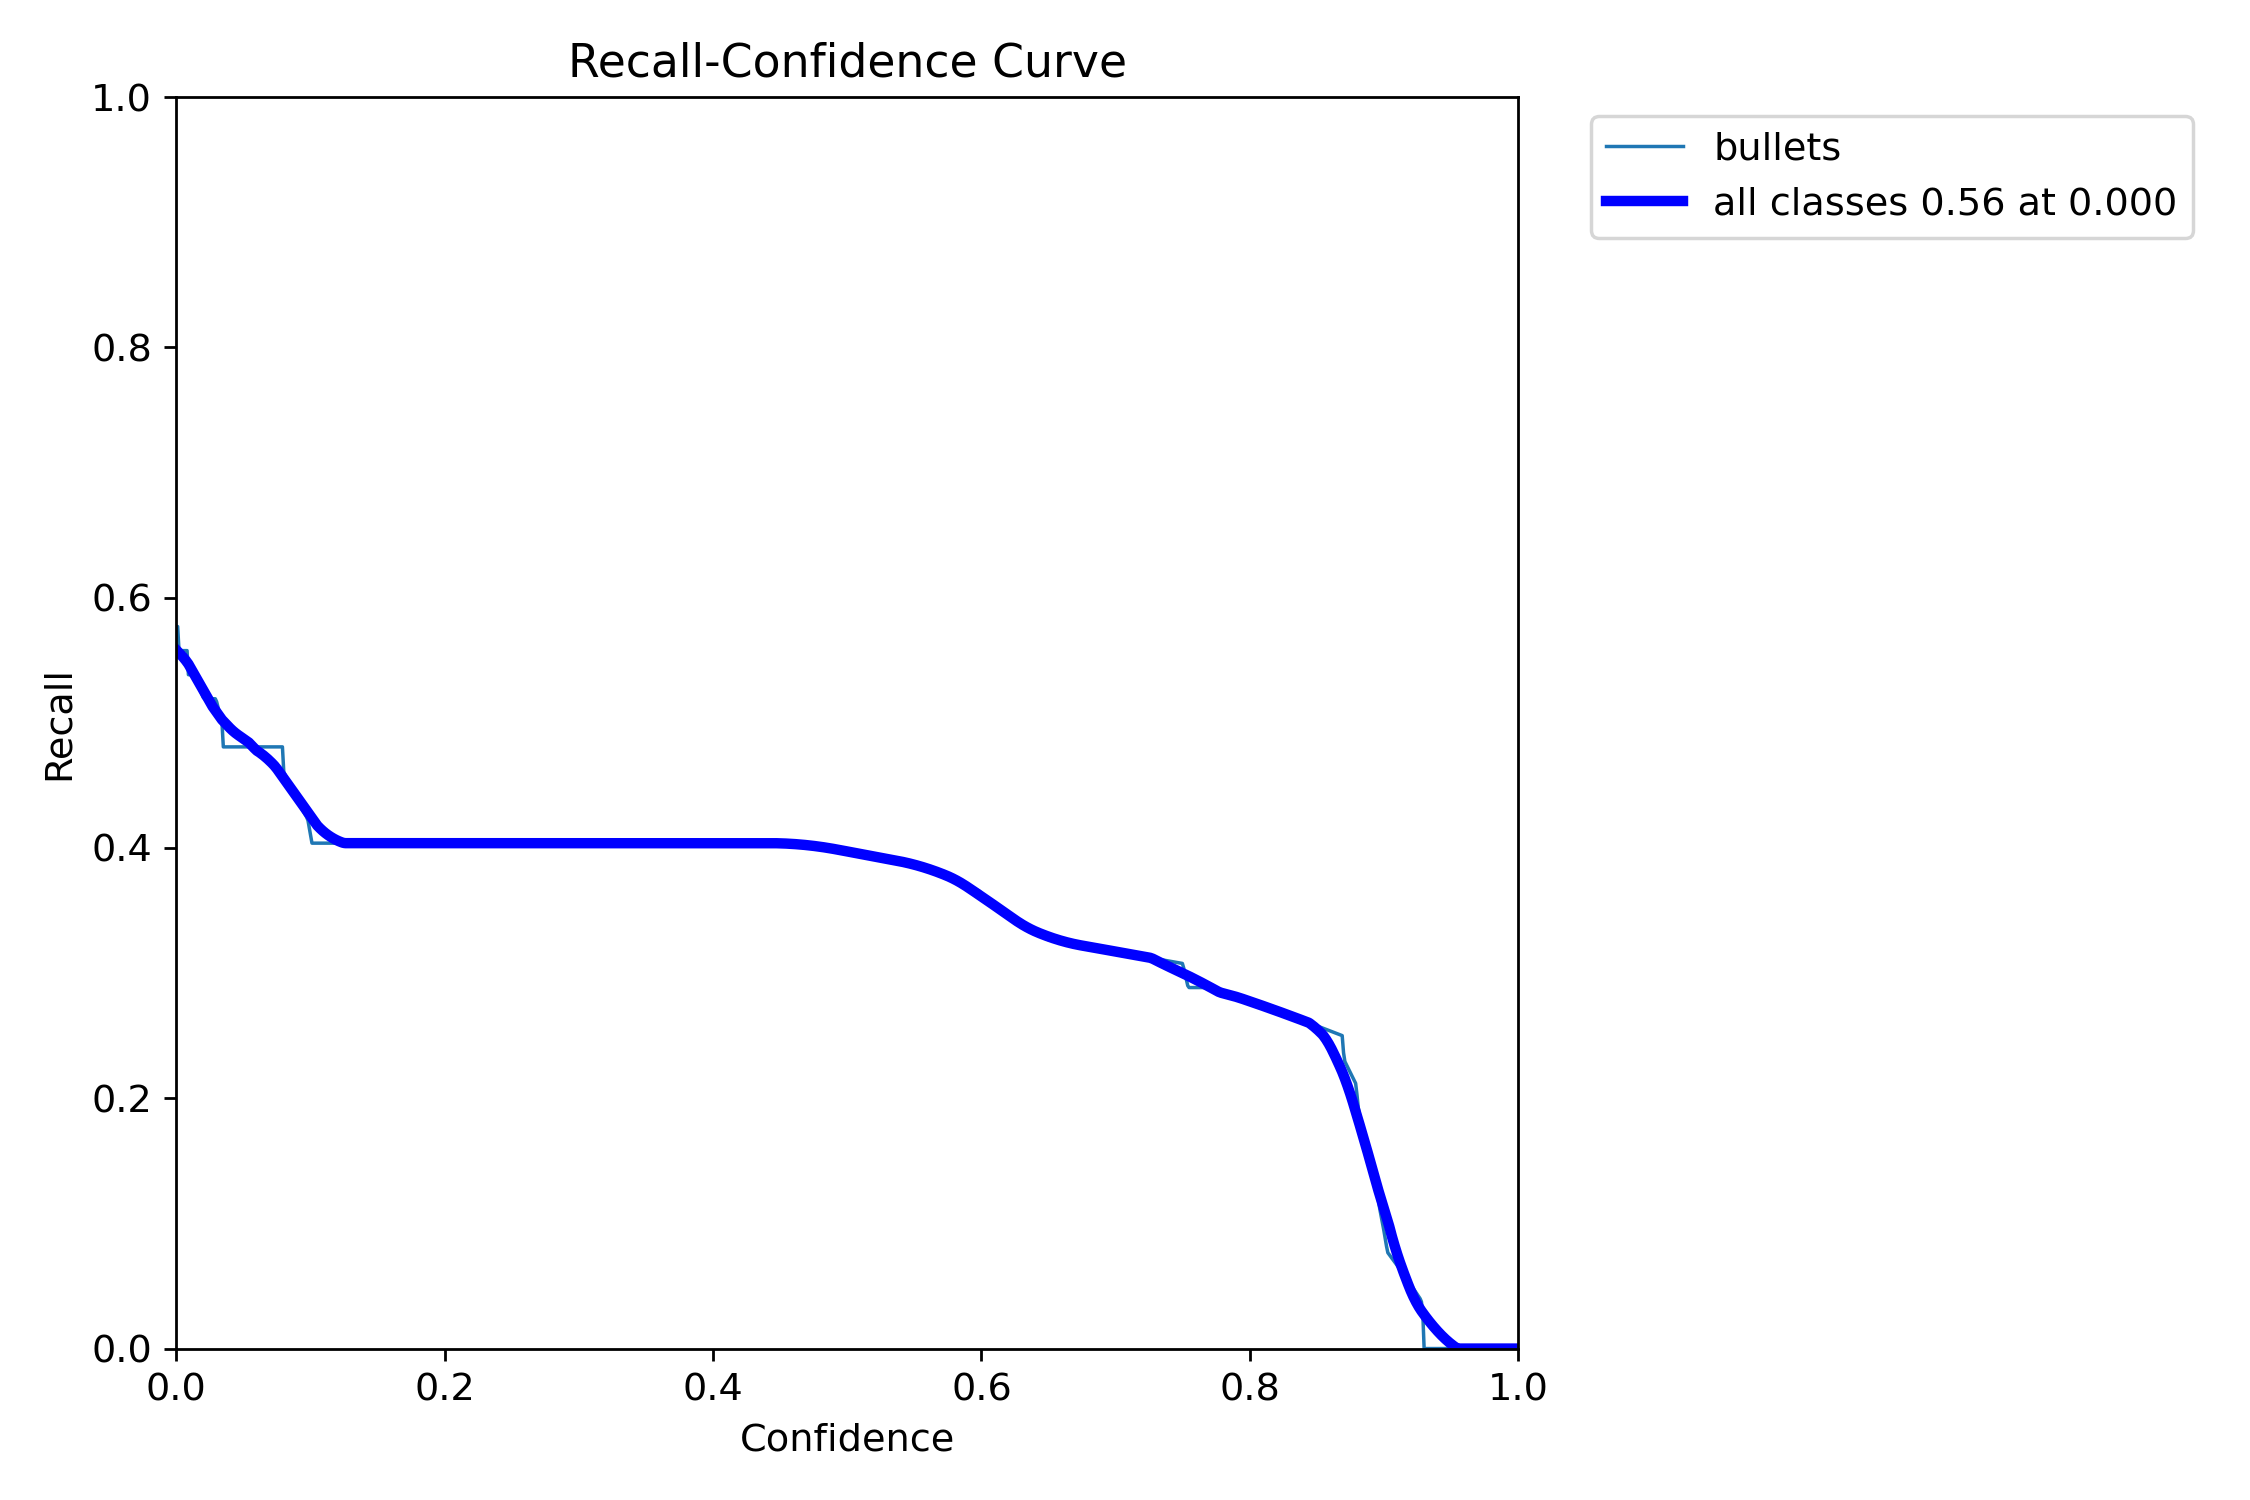 Recall-Confidence Curve
1.0
0.8
0.6
0.4
0.2
0.0
Recall
0.0 0.2 0.4 0.6 0.8 1.0
Confidence
bullets
all classes 0.56 at 0.000